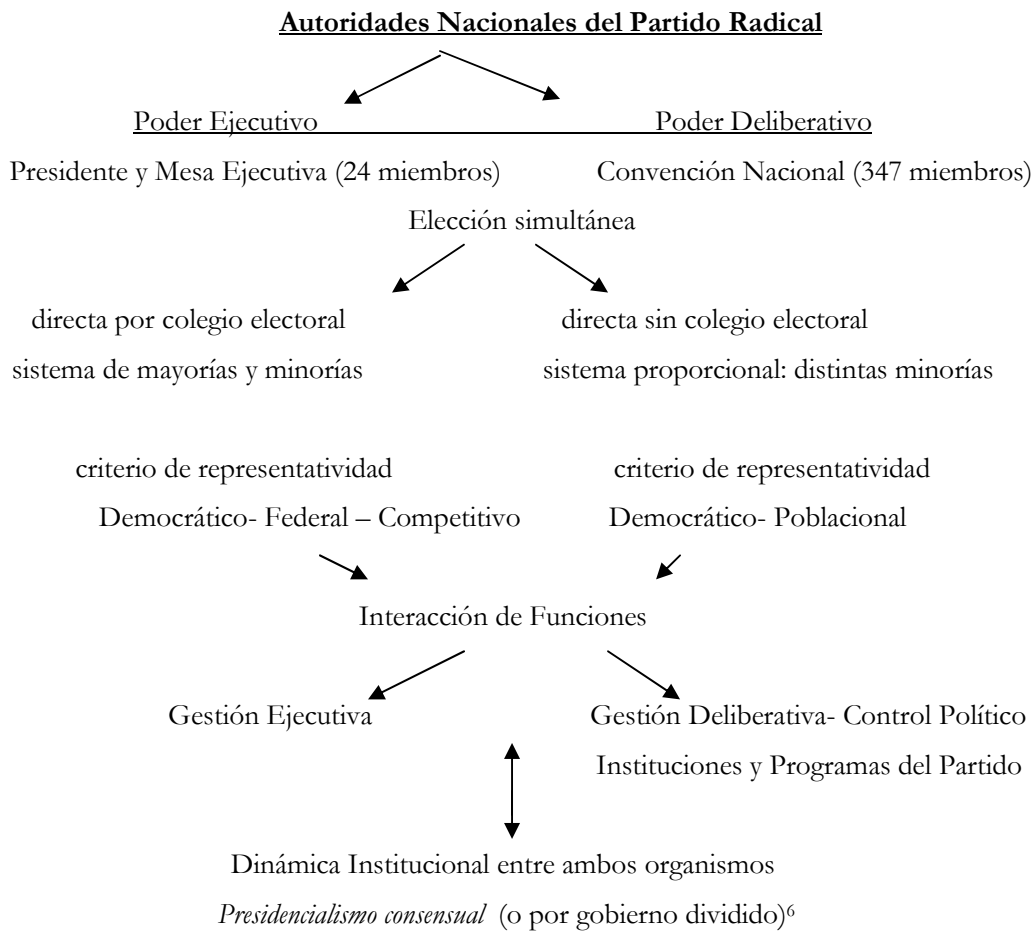 Autoridades Nacionales del Partido Radical
Poder Ejecutivo Poder Deliberativo
Presidente y Mesa Ejecutiva (24 miembros) Convención Nacional (347 miembros)
Elección simultánea
directa por colegio electoral directa sin colegio electoral
sistema de mayorías y minorías sistema proporcional: distintas minorías
criterio de representatividad criterio de representatividad
Democrático- Federal – Competitivo Democrático- Poblacional
Interacción de Funciones
Gestión Ejecutiva Gestión Deliberativa- Control Político
Instituciones y Programas del Partido
Dinámica Institucional entre ambos organismos
Presidencialismo consensual (o por gobierno dividido)⁶